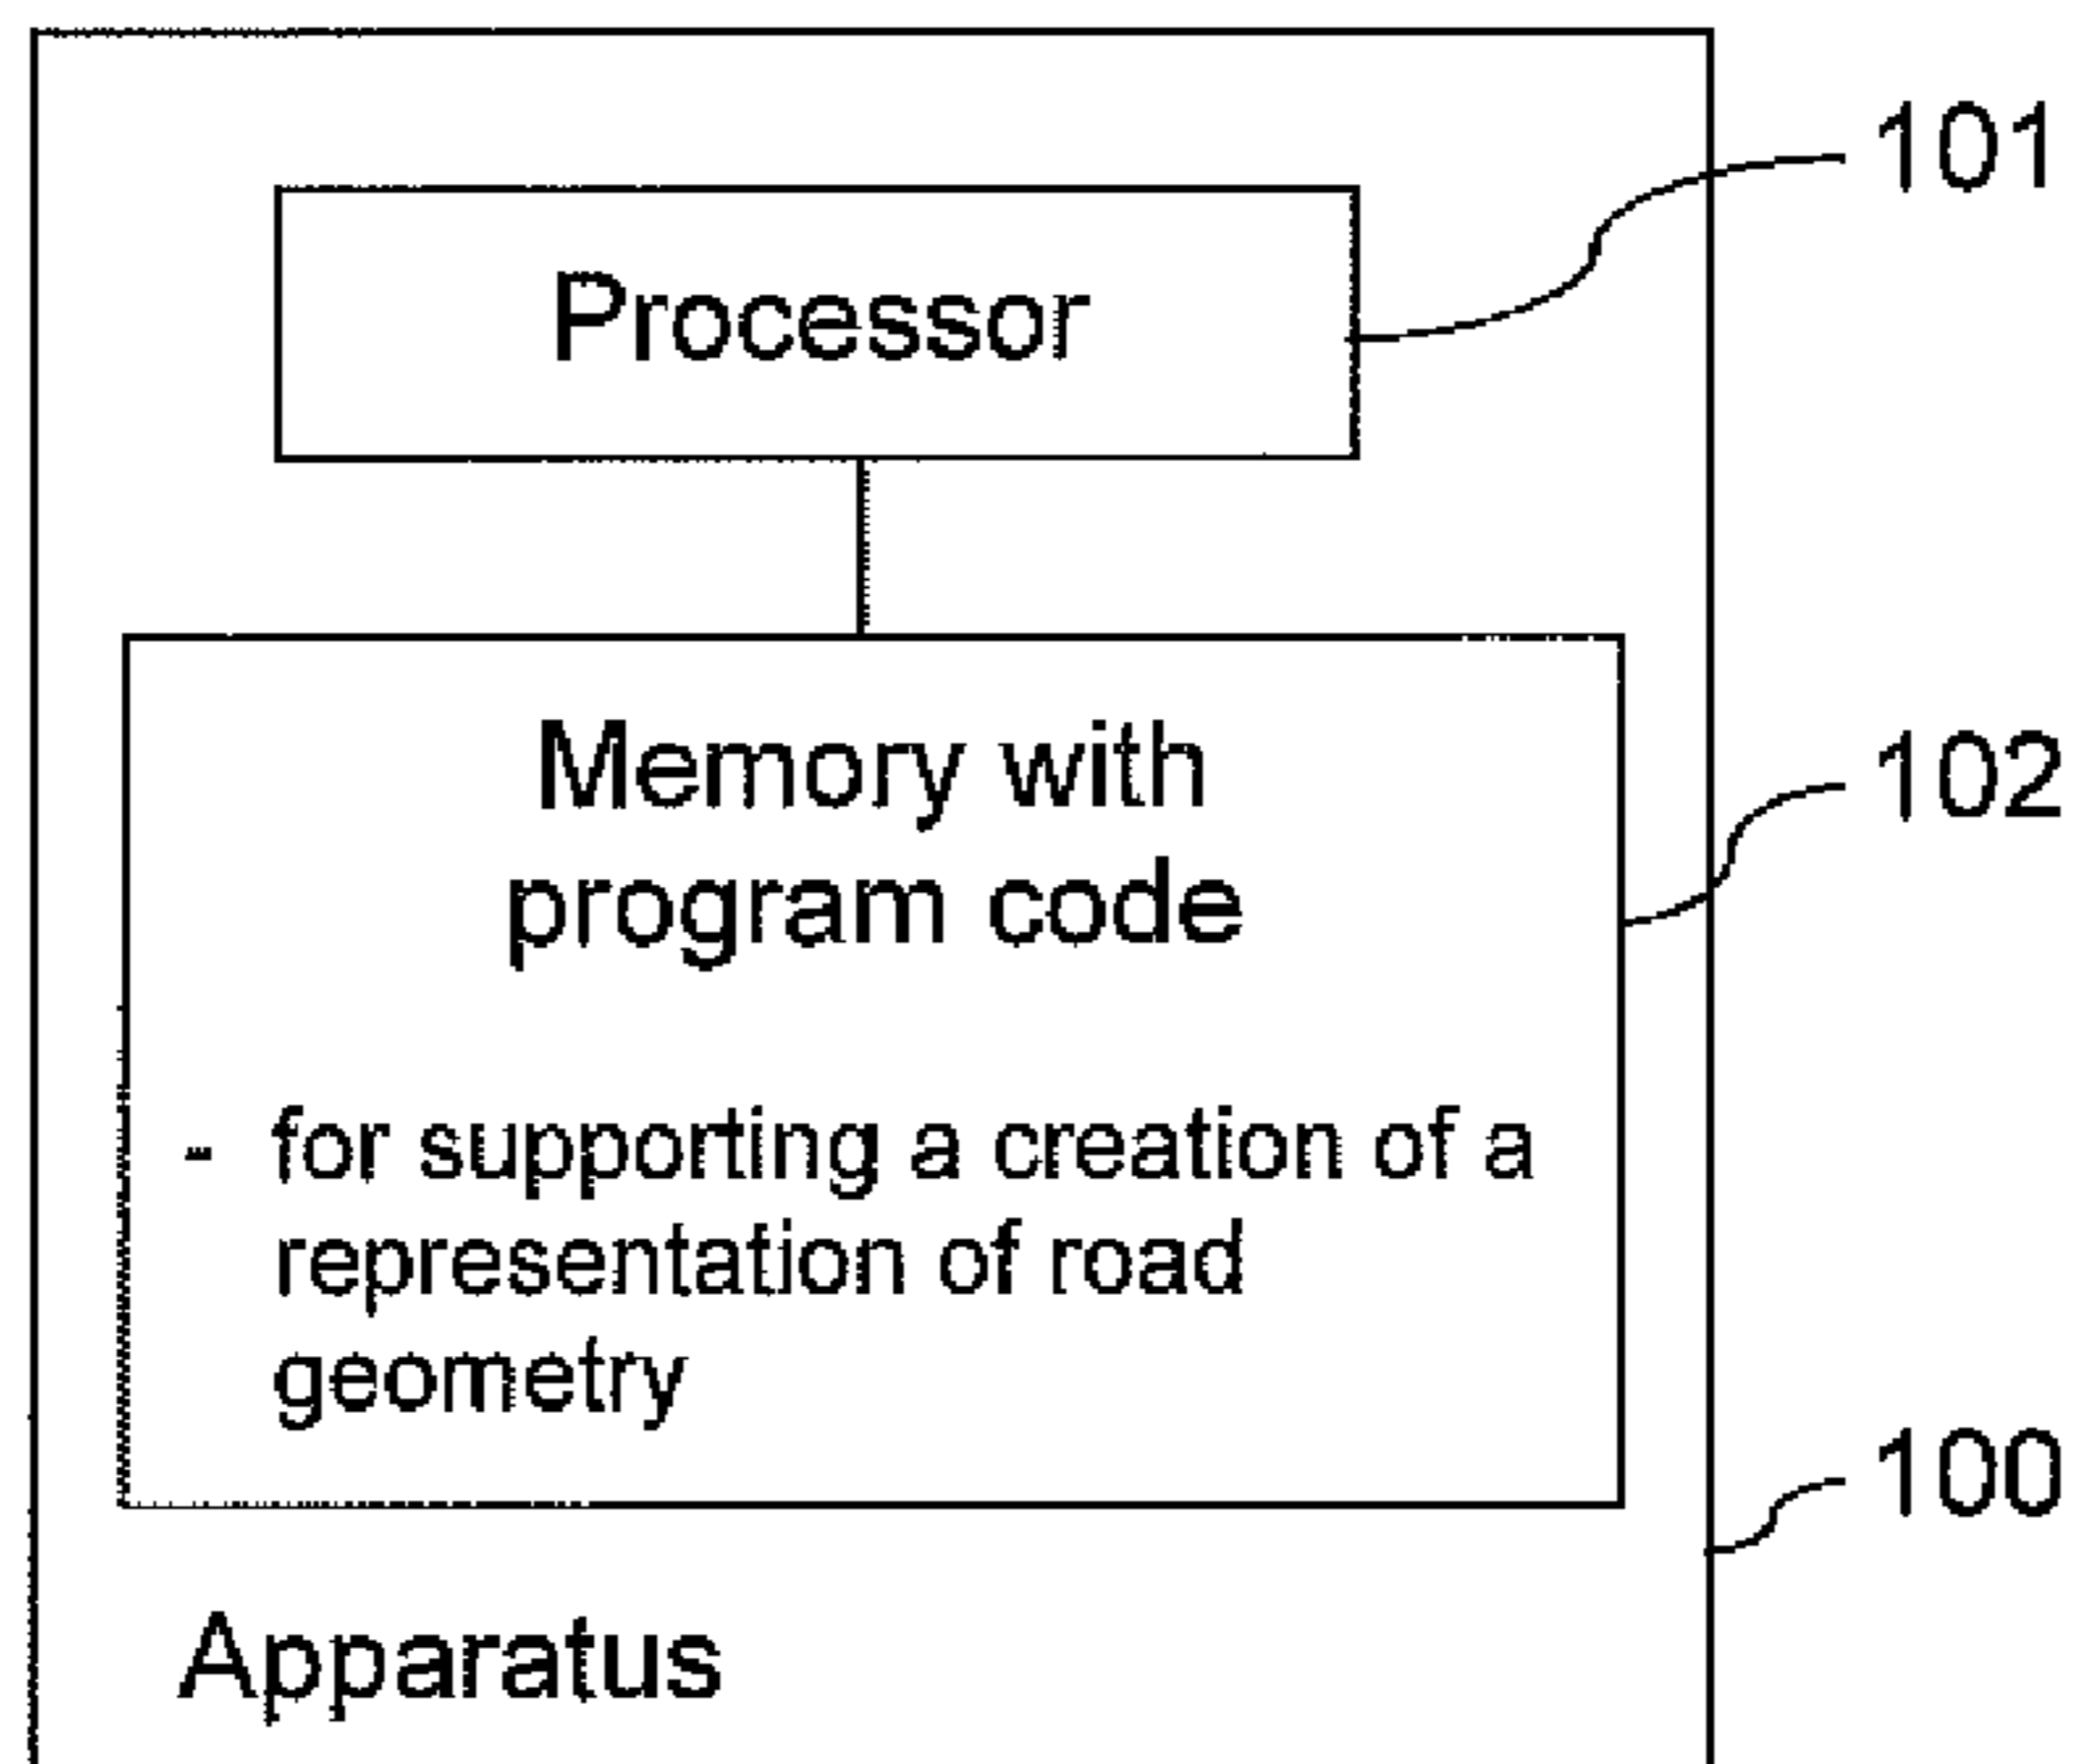 101
Processor
Memory with
102
program code
- for supporting a creation of a
representation of road
geometry
100
Apparatus